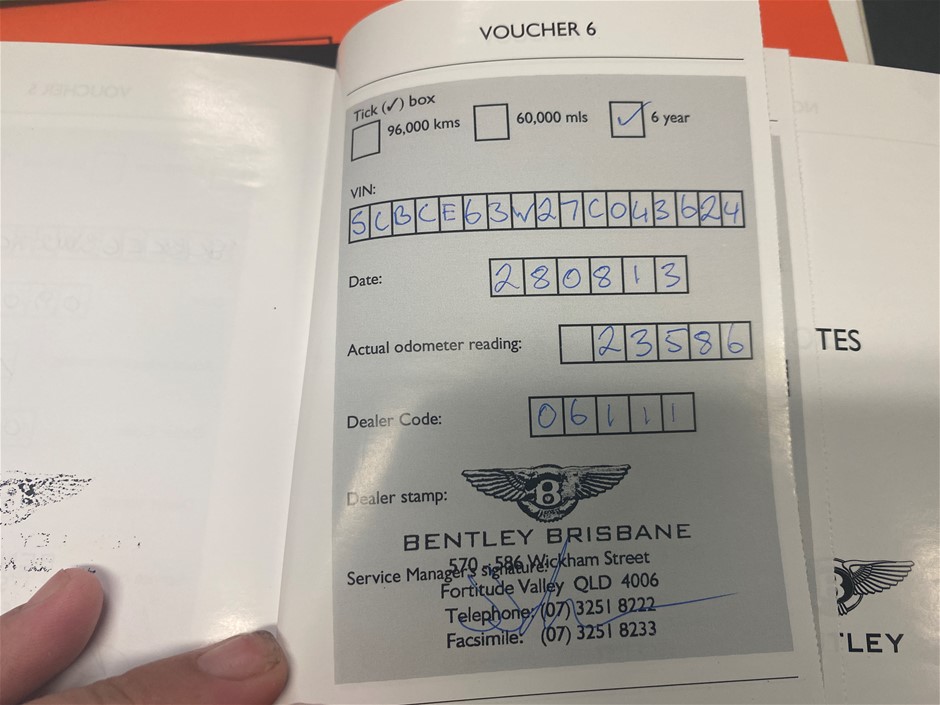 VOUCHER 6
Tick (✓) box
96,000 kms
60,000 mls
✓ 6 year
VIN:
SCBCE63W27C043624
Date:
280813
Actual odometer reading:
23586
Dealer Code:
06111
Dealer stamp:
B
BENTLEY BRISBANE
570 - 586 Wickham Street
Service Manager's signature:
Fortitude Valley QLD 4006
Telephone: (07) 3251 8222
Facsimile: (07) 3251 8233
TES
TLEY
VOUCHER 5